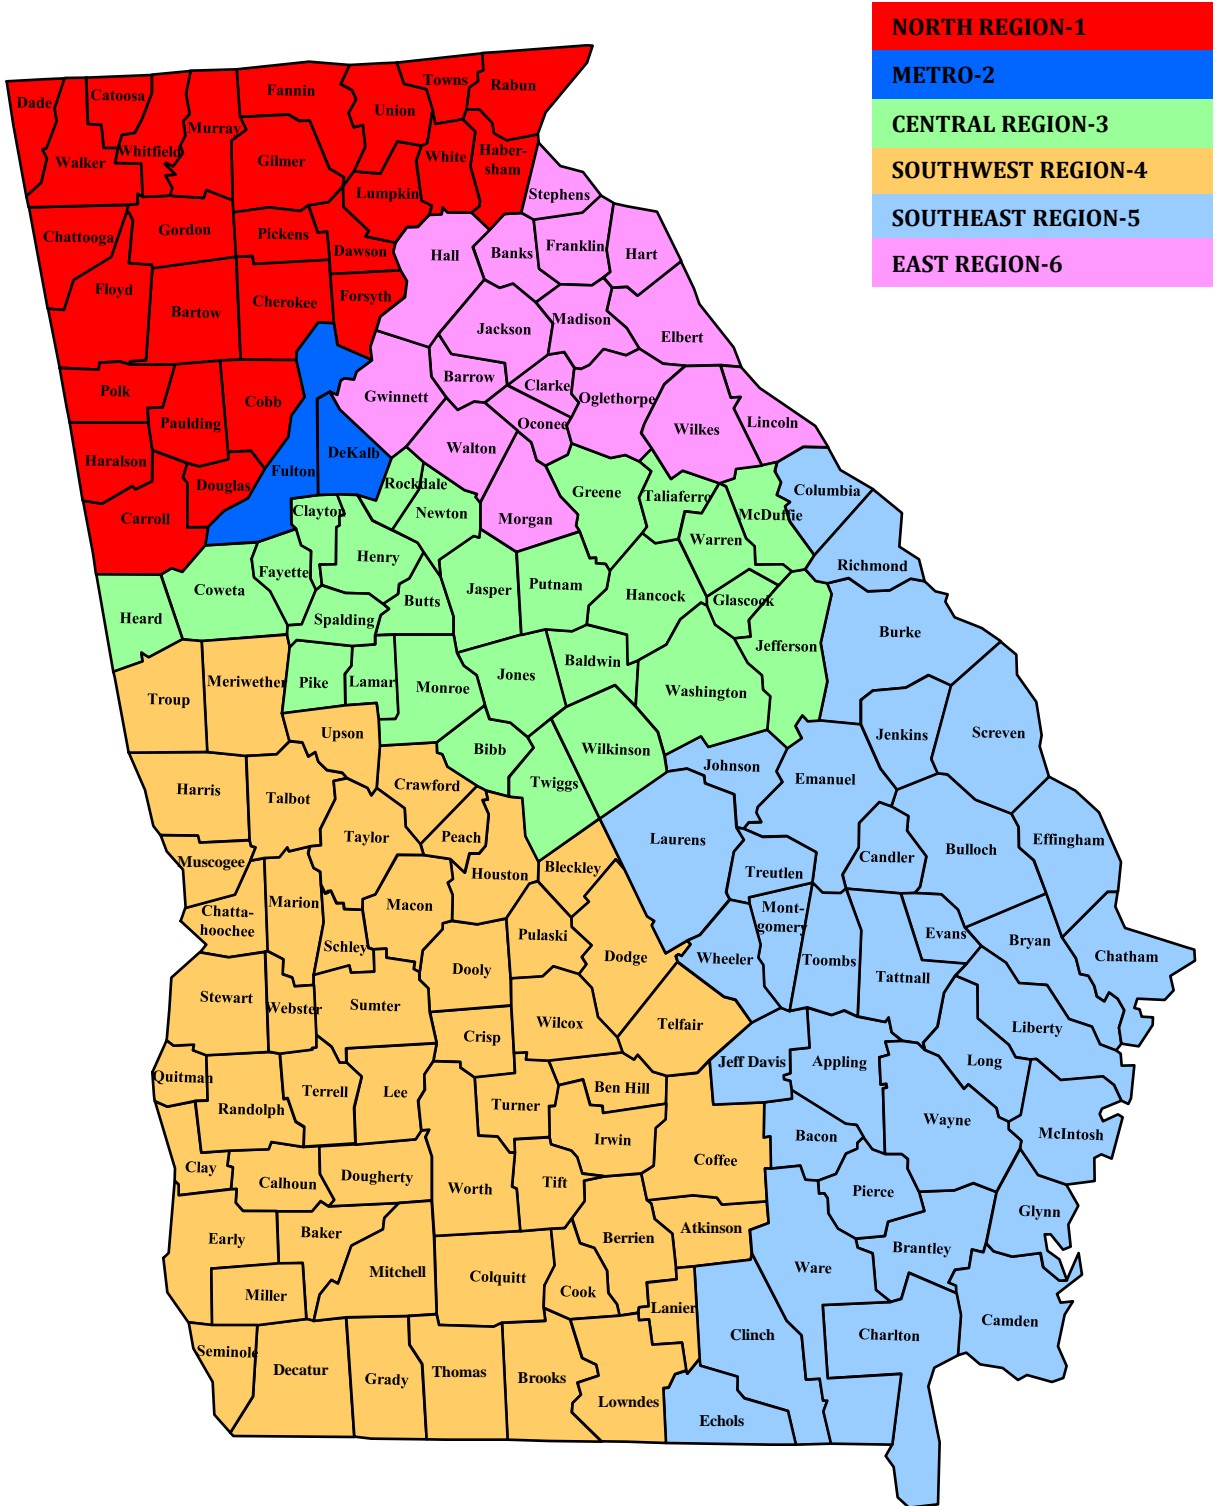 NORTH REGION-1
METRO-2
CENTRAL REGION-3
SOUTHWEST REGION-4
SOUTHEAST REGION-5
EAST REGION-6
Dade
Catoosa
Whitfield
Murray
Fannin
Union
Towns
Rabun
Walker
Gilmer
White
Haber-
sham
Lumpkin
Stephens
Chattooga
Gordon
Pickens
Dawson
Hall
Banks
Franklin
Hart
Floyd
Bartow
Cherokee
Forsyth
Jackson
Madison
Elbert
Polk
Paulding
Cobb
Gwinnett
Barrow
Clarke
Oglethorpe
Oconee
Wilkes
Lincoln
Haralson
Douglas
Fulton
DeKalb
Walton
Carroll
Rockdale
Newton
Morgan
Greene
Taliaferro
McDuffie
Columbia
Clayton
Henry
Warren
Richmond
Heard
Coweta
Fayette
Spalding
Butts
Jasper
Putnam
Hancock
Glascock
Jefferson
Burke
Troup
Meriwether
Pike
Lamar
Monroe
Jones
Baldwin
Washington
Jenkins
Screven
Upson
Bibb
Twiggs
Wilkinson
Johnson
Emanuel
Harris
Talbot
Crawford
Taylor
Peach
Laurens
Treutlen
Candler
Bulloch
Effingham
Muscogee
Marion
Macon
Houston
Bleckley
Chatta-
hoochee
Schley
Dooly
Pulaski
Dodge
Wheeler
Mont-
gomery
Toombs
Tattnall
Evans
Bryan
Chatham
Stewart
Webster
Sumter
Crisp
Wilcox
Telfair
Jeff Davis
Appling
Long
Liberty
Quitman
Randolph
Terrell
Lee
Turner
Ben Hill
Irwin
Coffee
Bacon
Wayne
McIntosh
Clay
Calhoun
Dougherty
Worth
Tift
Pierce
Glynn
Early
Baker
Berrien
Atkinson
Ware
Brantley
Miller
Mitchell
Colquitt
Cook
Lanier
Clinch
Charlton
Camden
Seminole
Decatur
Grady
Thomas
Brooks
Lowndes
Echols